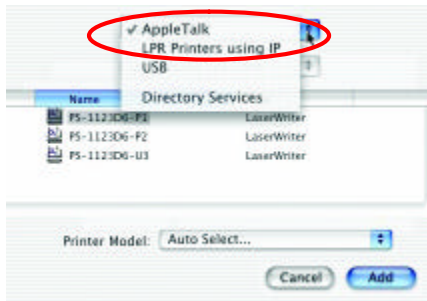 ✓ AppleTalk
LPR Printers using IP
USB
Directory Services
Name
PS-1123D6-P1 LaserWriter
PS-1123D6-P2 LaserWriter
PS-1123D6-U3 LaserWriter
Printer Model: Auto Select...
Cancel Add